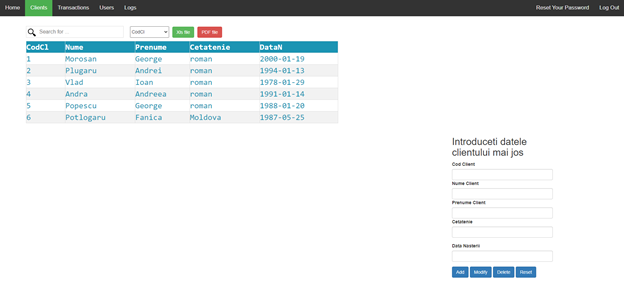 Home Clients Transactions Users Logs Reset Your Password Log Out
Search for ... CodCl Xls file PDF file
CodCl Nume Prenume Cetatenie DataN
1 Morosan George roman 2000-01-19
2 Plugaru Andrei roman 1994-01-13
3 Vlad Ioan roman 1978-01-29
4 Andra Andreea roman 1991-01-14
5 Popescu George roman 1988-01-20
6 Potlogaru Fanica Moldova 1987-05-25
Introduceti datele
clientului mai jos
Cod Client
Nume Client
Prenume Client
Cetatenie
Data Nasterii
Add Modify Delete Reset